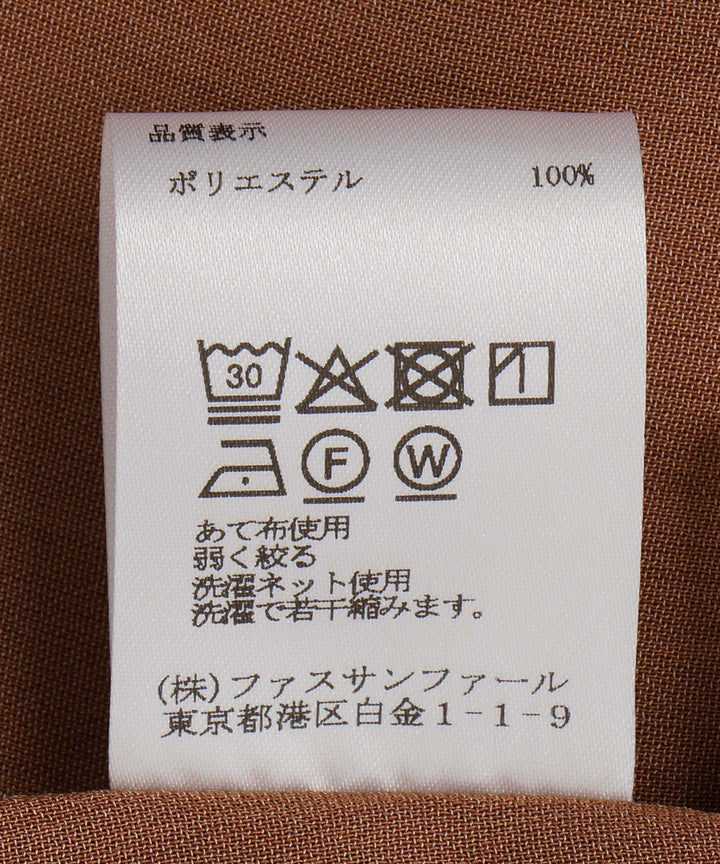 品質表示
ポリエステル 100%
30
F W
あて布使用
弱く絞る
洗濯ネット使用
洗濯で若干縮みます。
(株)ファスサンファール
東京都港区白金1-1-9